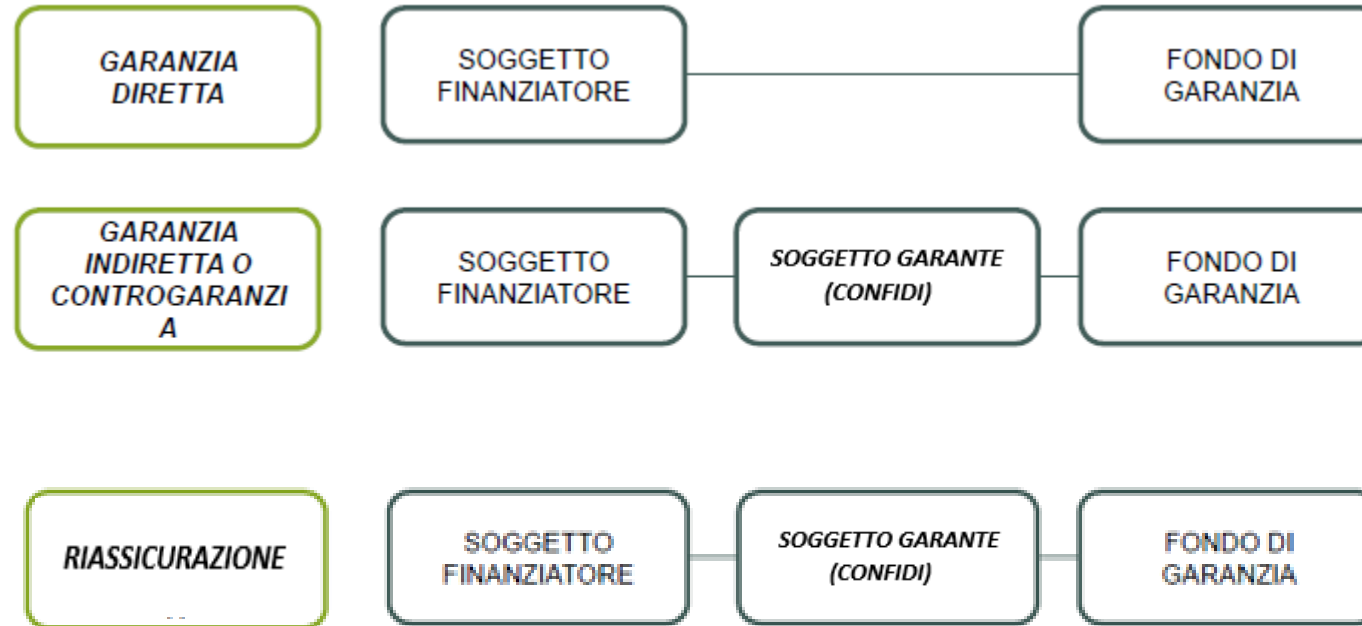 GARANZIA
DIRETTA
SOGGETTO
FINANZIATORE
FONDO DI
GARANZIA
GARANZIA
INDIRETTA O
CONTROGARANZI
A
SOGGETTO
FINANZIATORE
SOGGETTO GARANTE
(CONFIDI)
FONDO DI
GARANZIA
RIASSICURAZIONE
SOGGETTO
FINANZIATORE
SOGGETTO GARANTE
(CONFIDI)
FONDO DI
GARANZIA